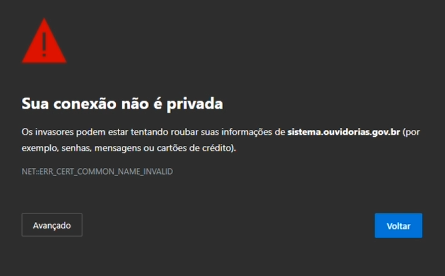 Sua conexão não é privada
Os invasores podem estar tentando roubar suas informações de sistema.ouvidorias.gov.br (por
exemplo, senhas, mensagens ou cartões de crédito).
NET::ERR_CERT_COMMON_NAME_INVALID
Avançado
Voltar